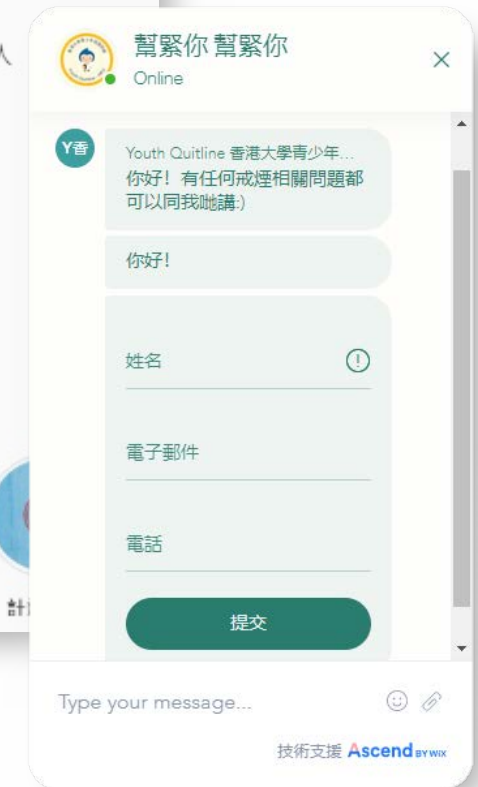 人
幫緊你 幫緊你
Online
Y香
Youth Quitline 香港大學青少年...
你好！有任何戒煙相關問題都
可以同我哋講:)
你好！
姓名
電子郵件
電話
提交
Type your message...
技術支援 Ascend BY WIX